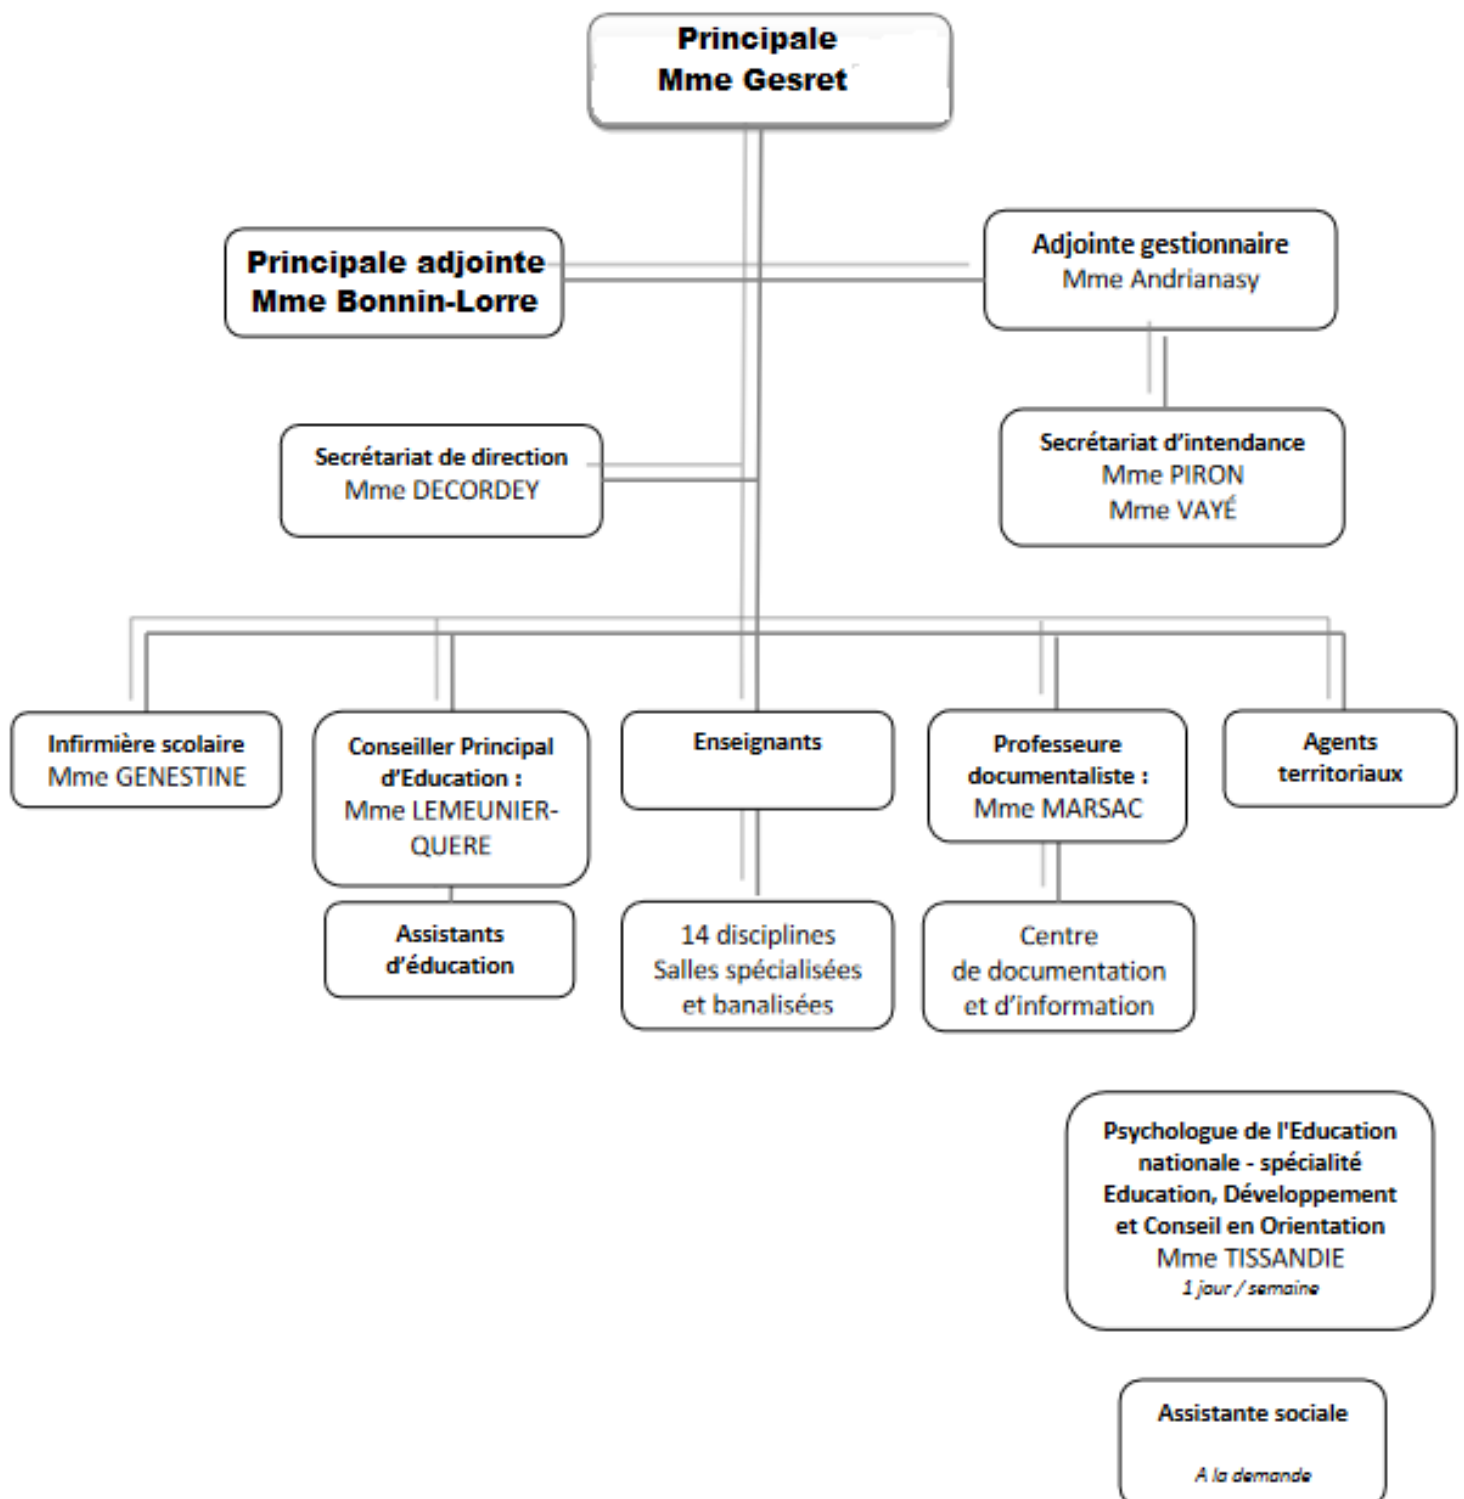 Principale
Mme Gesret
Principale adjointe
Mme Bonnin-Lorre
Adjointe gestionnaire
Mme Andrianasy
Secrétariat de direction
Mme DECORDEY
Secrétariat d’intendance
Mme PIRON
Mme VAYÉ
Infirmière scolaire
Mme GENESTINE
Conseiller Principal
d’Education :
Mme LEMEUNIER-
QUERE
Enseignants
Professeure
documentaliste :
Mme MARSAC
Agents
territoriaux
Assistants
d’éducation
14 disciplines
Salles spécialisées
et banalisées
Centre
de documentation
et d’information
Psychologue de l'Education
nationale - spécialité
Education, Développement
et Conseil en Orientation
Mme TISSANDIE
1 jour / semaine
Assistante sociale
A la demande